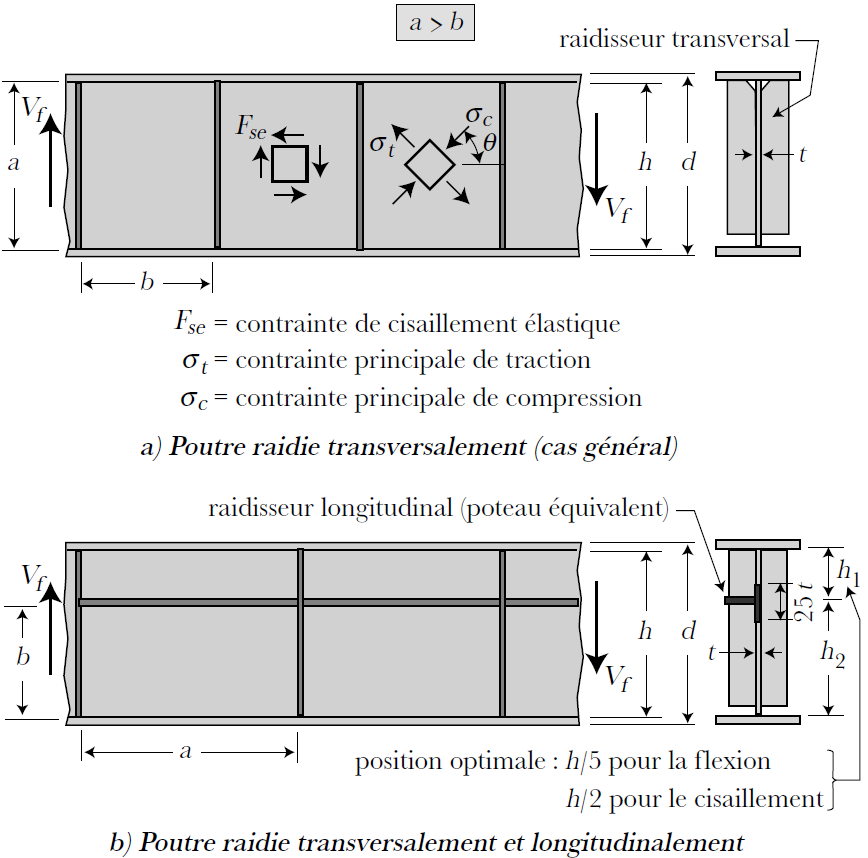 a > b
raidisseur transversal
V_f
a
F_se
σ_t
σ_c
θ
V_f
h
d
t
b
F_se = contrainte de cisaillement élastique
σ_t = contrainte principale de traction
σ_c = contrainte principale de compression
a) Poutre raidie transversalement (cas général)
raidisseur longitudinal (poteau équivalent)
V_f
b
a
V_f
h
d
t
25 t
h_1
h_2
position optimale : h/5 pour la flexion
h/2 pour le cisaillement
b) Poutre raidie transversalement et longitudinalement